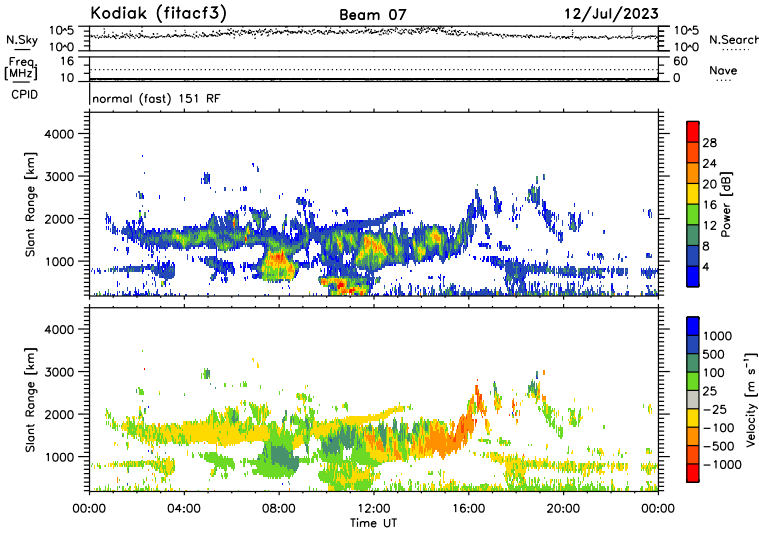 Kodiak (fitacf3) Beam 07 12/Jul/2023
N.Sky 10^5 10^0 10^5 10^0 N.Search
Freq. [MHz] 16 10 60 0 Nave
CPID normal (fast) 151 RF
Slant Range [km] 4000 3000 2000 1000
Power [dB] 28 24 20 16 12 8 4
Slant Range [km] 4000 3000 2000 1000
Velocity [m s⁻¹] 1000 500 100 25 −25 −100 −500 −1000
00:00 04:00 08:00 12:00 16:00 20:00 00:00
Time UT